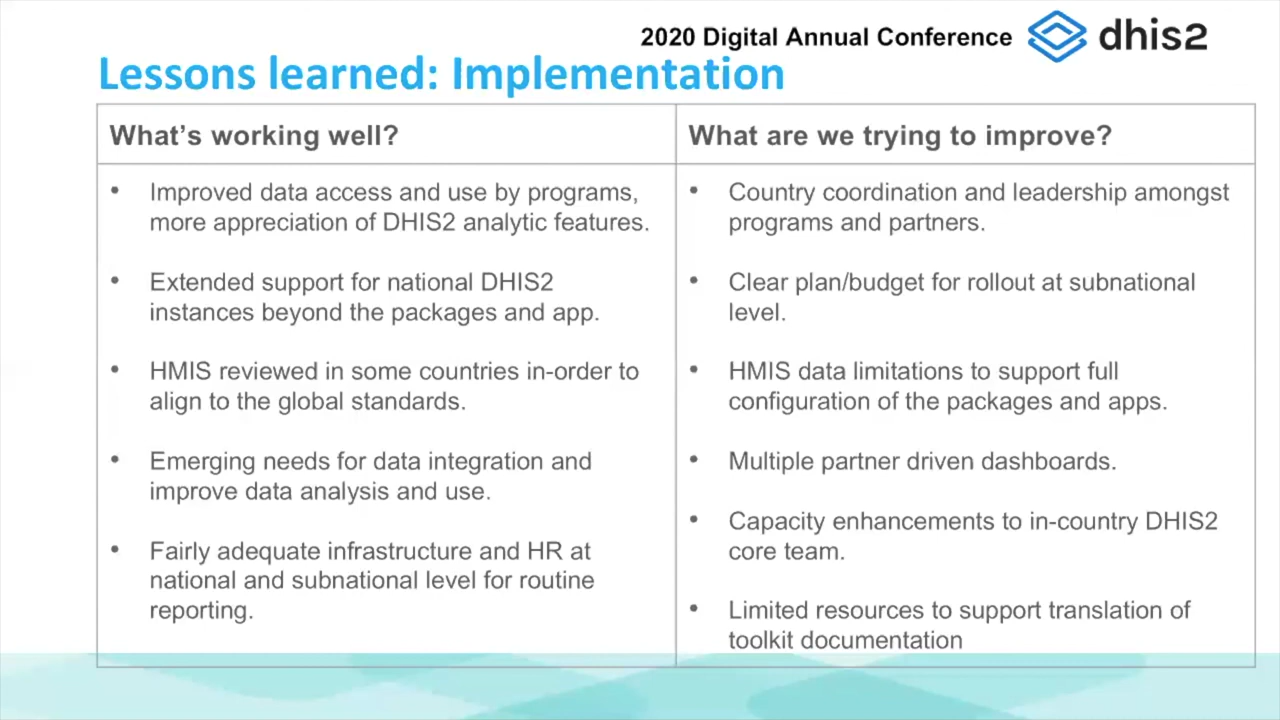 2020 Digital Annual Conference
dhis2
Lessons learned: Implementation
What's working well?
• Improved data access and use by programs,
more appreciation of DHIS2 analytic features.
• Extended support for national DHIS2
instances beyond the packages and app.
• HMIS reviewed in some countries in-order to
align to the global standards.
• Emerging needs for data integration and
improve data analysis and use.
• Fairly adequate infrastructure and HR at
national and subnational level for routine
reporting.
What are we trying to improve?
• Country coordination and leadership amongst
programs and partners.
• Clear plan/budget for rollout at subnational
level.
• HMIS data limitations to support full
configuration of the packages and apps.
• Multiple partner driven dashboards.
• Capacity enhancements to in-country DHIS2
core team.
• Limited resources to support translation of
toolkit documentation